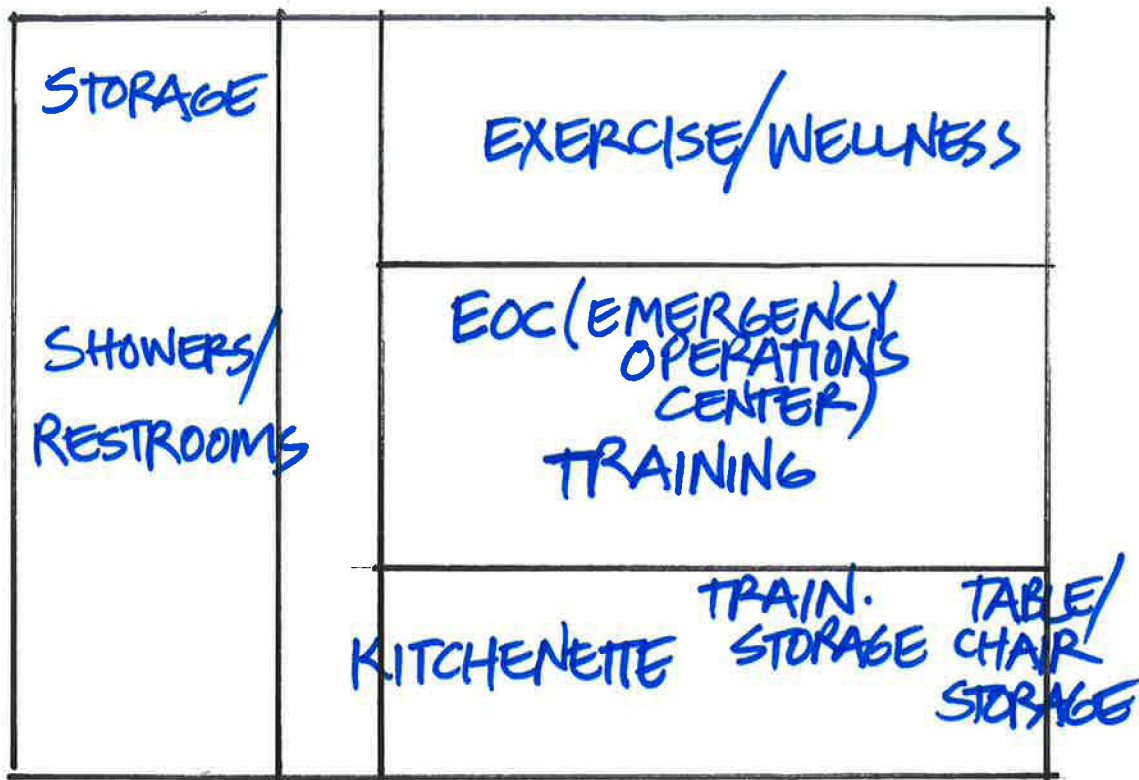 STORAGE
EXERCISE/WELLNESS
SHOWERS/
RESTROOMS
EOC (EMERGENCY
OPERATIONS
CENTER)
TRAINING
KITCHENETTE
TRAIN.
STORAGE
TABLE/
CHAIR
STORAGE